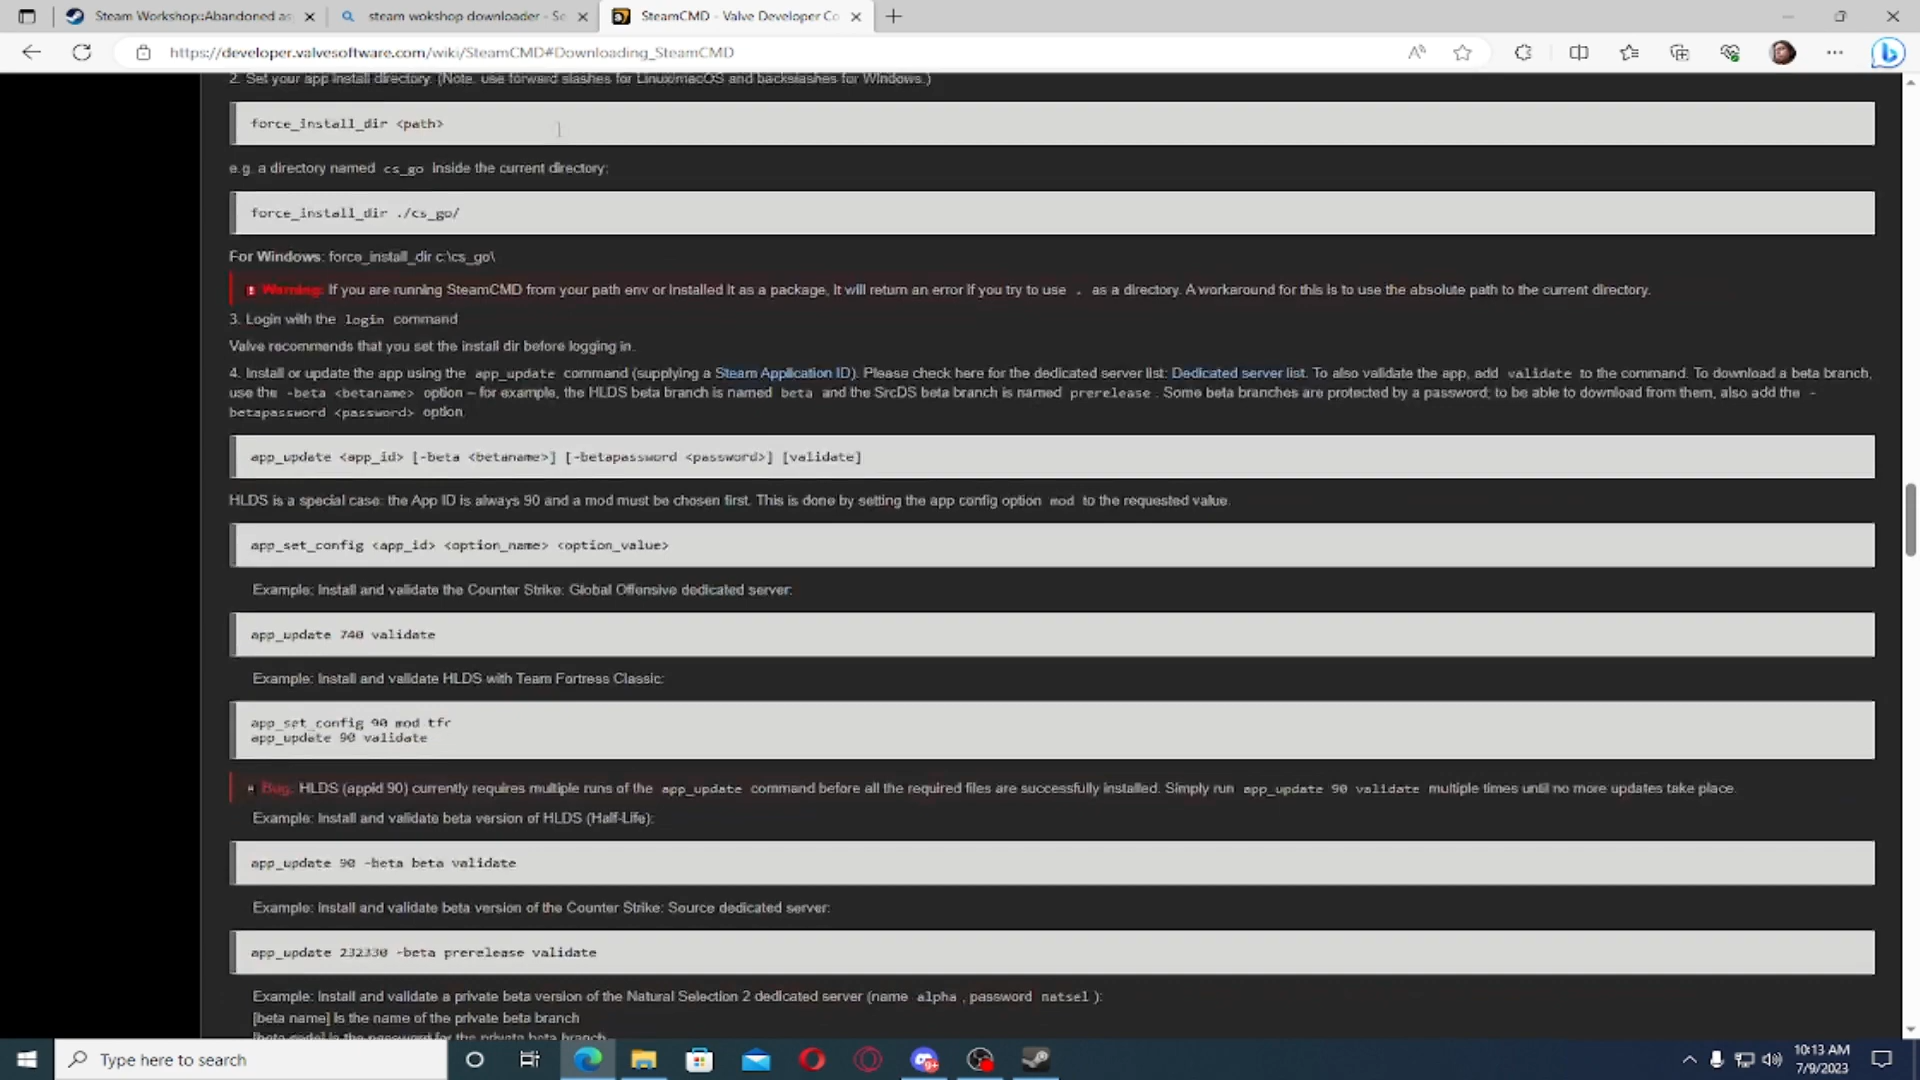 Steam Workshop::Abandoned as
steam wokshop downloader - Se
SteamCMD - Valve Developer Co
https://developer.valvesoftware.com/wiki/SteamCMD#Downloading_SteamCMD
2. Set your app install directory. (Note: use forward slashes for Linux/macOS and backslashes for Windows.)
force_install_dir <path>
e.g. a directory named cs_go inside the current directory:
force_install_dir ./cs_go/
For Windows: force_install_dir c:\cs_go\
Warning: If you are running SteamCMD from your path env or installed it as a package, it will return an error if you try to use . as a directory. A workaround for this is to use the absolute path to the current directory.
3. Login with the login command
Valve recommends that you set the install dir before logging in.
4. Install or update the app using the app_update command (supplying a Steam Application ID). Please check here for the dedicated server list: Dedicated server list. To also validate the app, add validate to the command. To download a beta branch,
use the -beta <betaname> option – for example, the HLDS beta branch is named beta and the SrcDS beta branch is named prerelease. Some beta branches are protected by a password; to be able to download from them, also add the -
betapassword <password> option.
app_update <app_id> [-beta <betaname>] [-betapassword <password>] [validate]
HLDS is a special case: the App ID is always 90 and a mod must be chosen first. This is done by setting the app config option mod to the requested value.
app_set_config <app_id> <option_name> <option_value>
Example: Install and validate the Counter Strike: Global Offensive dedicated server:
app_update 740 validate
Example: Install and validate HLDS with Team Fortress Classic:
app_set_config 90 mod tfc
app_update 90 validate
Bug: HLDS (appid 90) currently requires multiple runs of the app_update command before all the required files are successfully installed. Simply run app_update 90 validate multiple times until no more updates take place.
Example: Install and validate beta version of HLDS (Half-Life):
app_update 90 -beta beta validate
Example: Install and validate beta version of the Counter Strike: Source dedicated server:
app_update 232330 -beta prerelease validate
Example: Install and validate a private beta version of the Natural Selection 2 dedicated server (name alpha, password natsel):
[beta name] is the name of the private beta branch
[beta code] is the password for the private beta branch
Type here to search
10:13 AM
7/9/2023